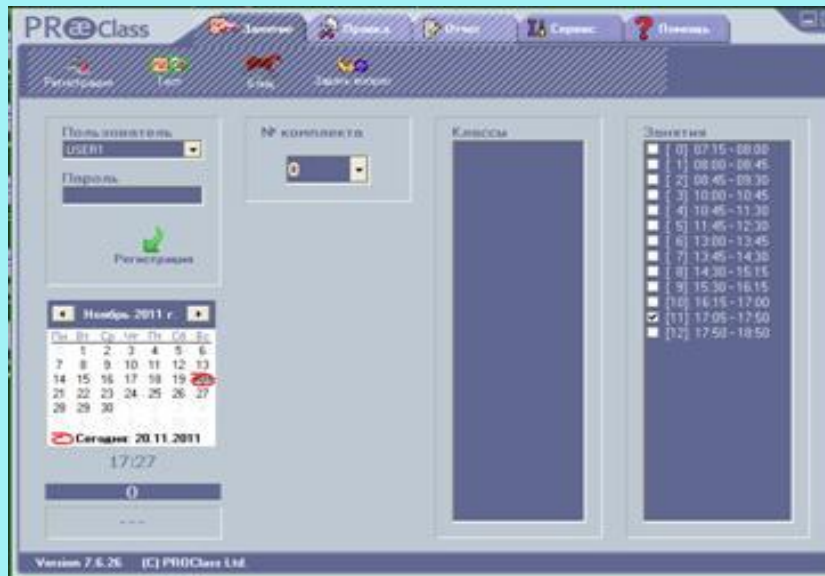 PROÆClass
Занятие
Правка
Отчет
Сервис
Помощь
Регистрация
Тест
Блиц
Задать вопрос
Пользователь
USER1
Пароль
Регистрация
№ комплекта
0
Классы
Занятия
[ 0] 07:15 - 08:00
[ 1] 08:00 - 08:45
[ 2] 08:45 - 09:30
[ 3] 10:00 - 10:45
[ 4] 10:45 - 11:30
[ 5] 11:45 - 12:30
[ 6] 13:00 - 13:45
[ 7] 13:45 - 14:30
[ 8] 14:30 - 15:15
[ 9] 15:30 - 16:15
[10] 16:15 - 17:00
[11] 17:05 - 17:50
[12] 17:50 - 18:50
Ноябрь 2011 г.
Пн Вт Ср Чт Пт Сб Вс
1 2 3 4 5 6
7 8 9 10 11 12 13
14 15 16 17 18 19 20
21 22 23 24 25 26 27
28 29 30
Сегодня: 20.11.2011
17:27
0
---
Version 7.6.26 (C) PROClass Ltd.